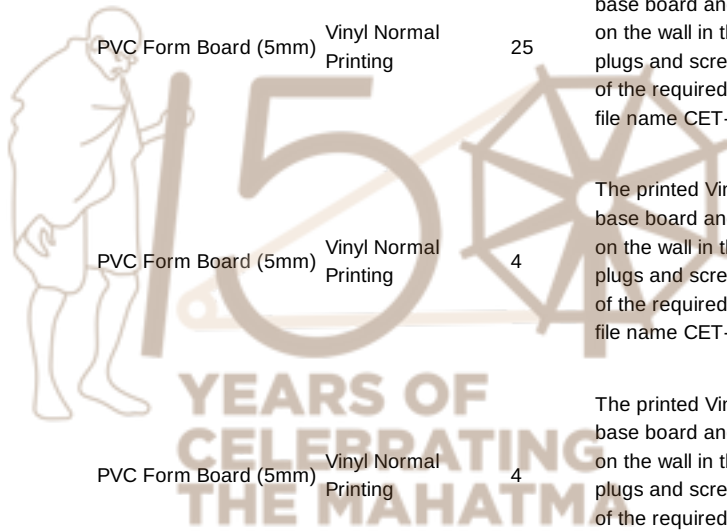 base board an
PVC Form Board (5mm) Vinyl Normal Printing 25
on the wall in t
plugs and scre
of the required
file name CET-
The printed Vi
base board an
PVC Form Board (5mm) Vinyl Normal Printing 4
on the wall in t
plugs and scre
of the required
file name CET-
The printed Vi
base board an
PVC Form Board (5mm) Vinyl Normal Printing 4
on the wall in t
plugs and scre
of the required
150
YEARS OF
CELEBRATING
THE MAHATMA